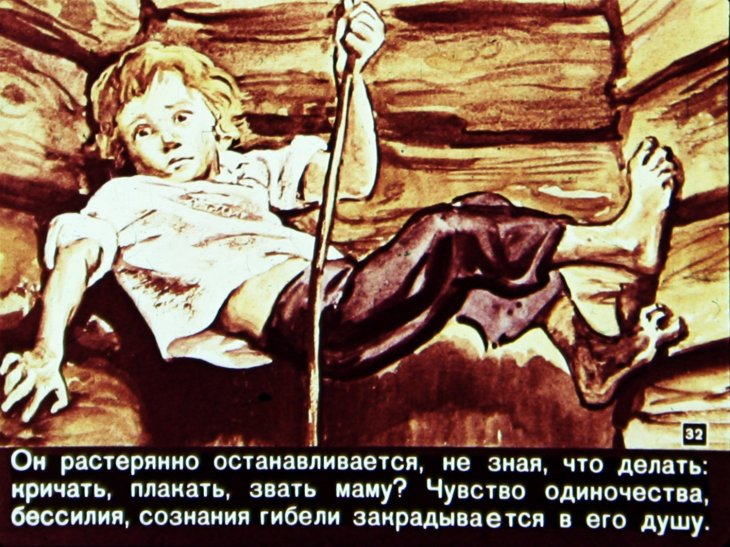 32
Он растерянно останавливается, не зная, что делать:
кричать, плакать, звать маму? Чувство одиночества,
бессилия, сознания гибели закрадывается в его душу.